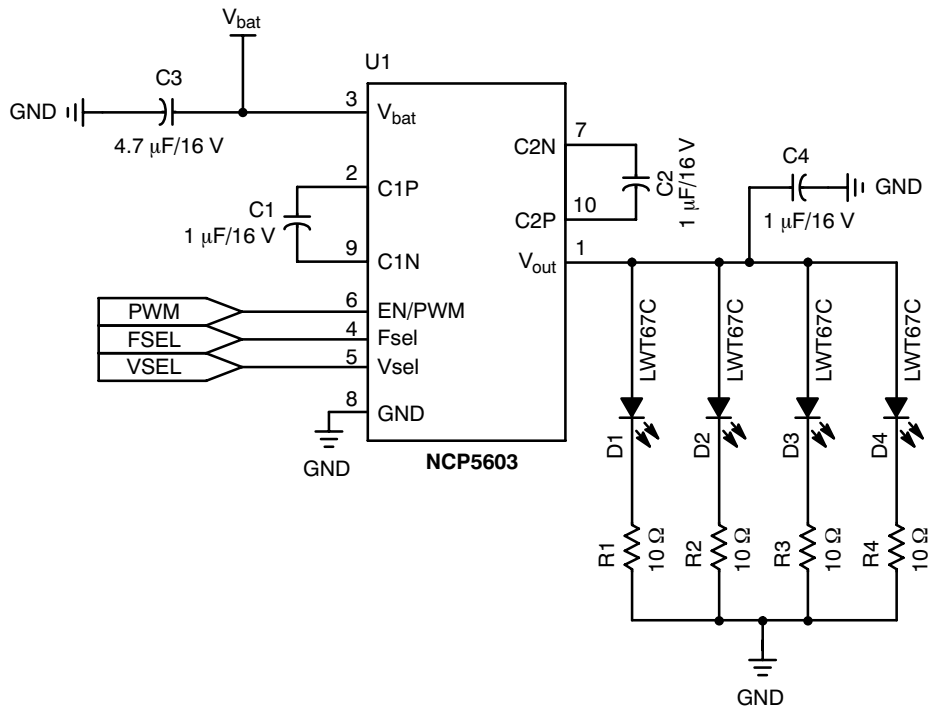 Vbat
U1
C3
GND
4.7 µF/16 V
3
Vbat
7
C2N
C2
1 µF/16 V
C4
GND
1 µF/16 V
2
C1P
C1
1 µF/16 V
10
C2P
9
C1N
1
Vout
PWM
6
EN/PWM
FSEL
4
Fsel
VSEL
5
Vsel
8
GND
GND
NCP5603
LWT67C
LWT67C
LWT67C
LWT67C
D1
D2
D3
D4
R1
10 Ω
R2
10 Ω
R3
10 Ω
R4
10 Ω
GND